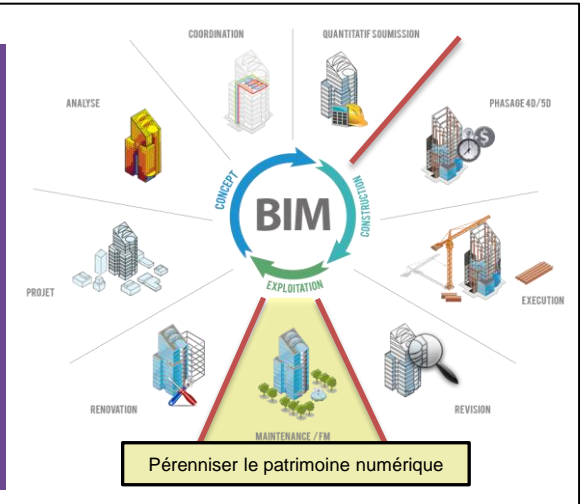 COORDINATION
QUANTITATIF SOUMISSION
ANALYSE
PHASAGE 4D/5D
CONCEPT
BIM
CONSTRUCTION
EXPLOITATION
PROJET
EXECUTION
RENOVATION
REVISION
MAINTENANCE / FM
Pérenniser le patrimoine numérique